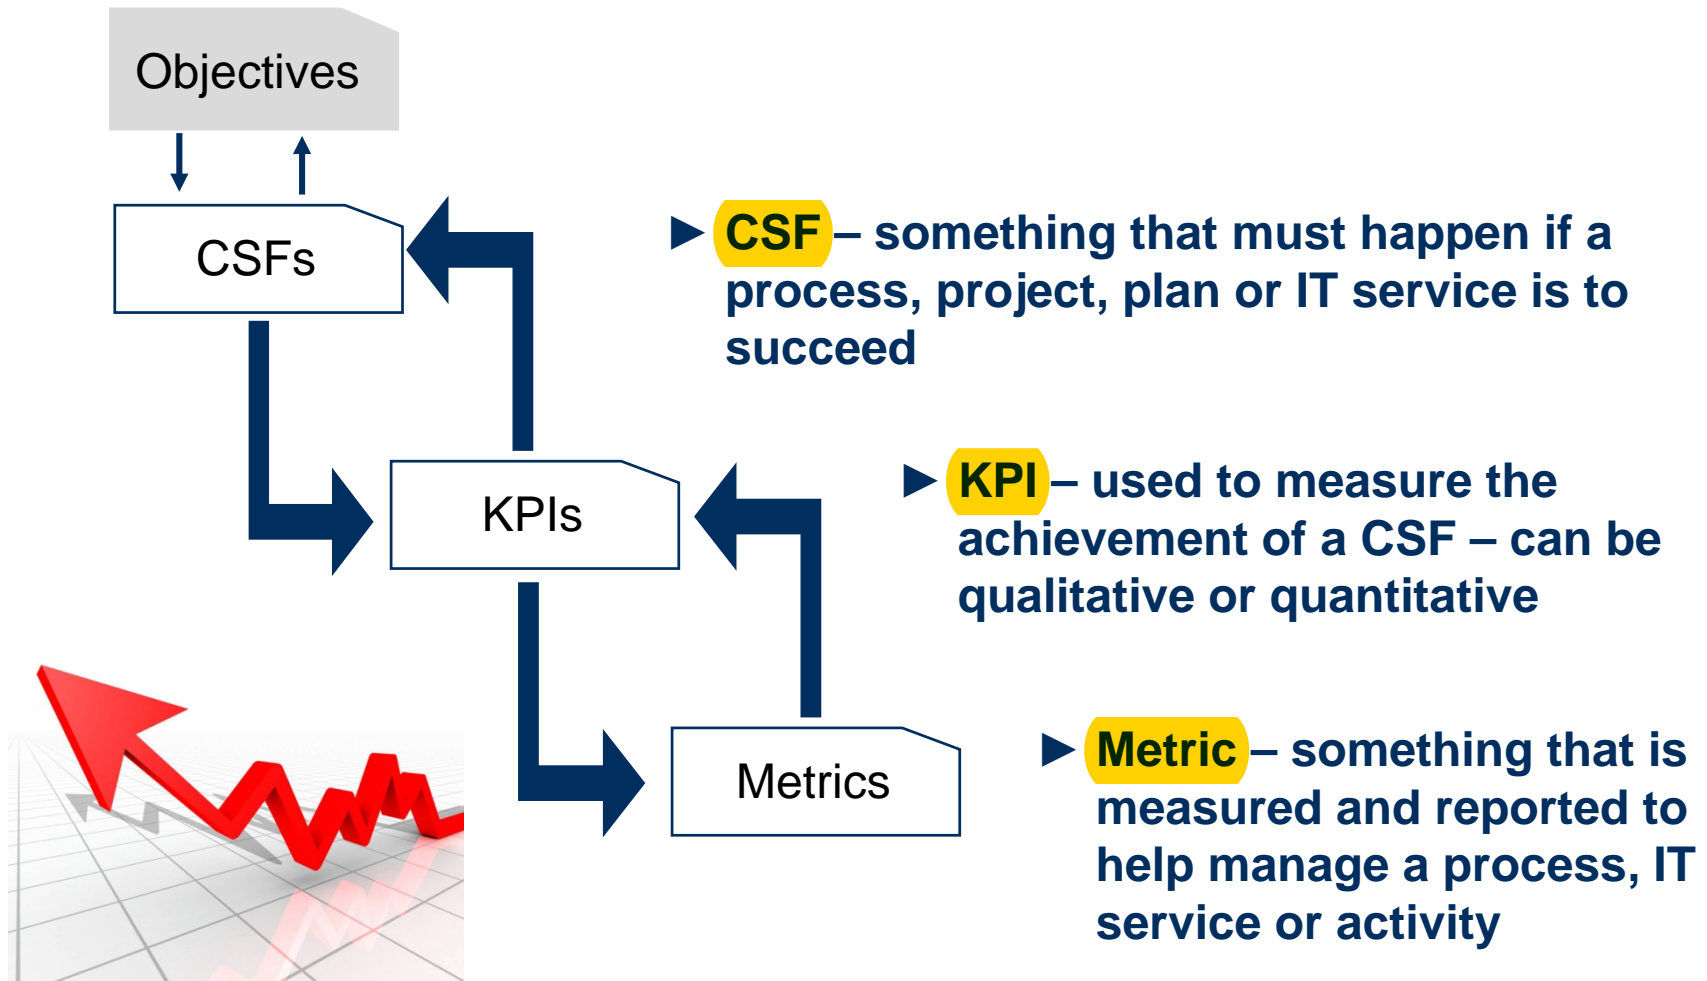 Objectives
CSFs
► CSF – something that must happen if a
process, project, plan or IT service is to
succeed
KPIs
► KPI – used to measure the
achievement of a CSF – can be
qualitative or quantitative
Metrics
► Metric – something that is
measured and reported to
help manage a process, IT
service or activity